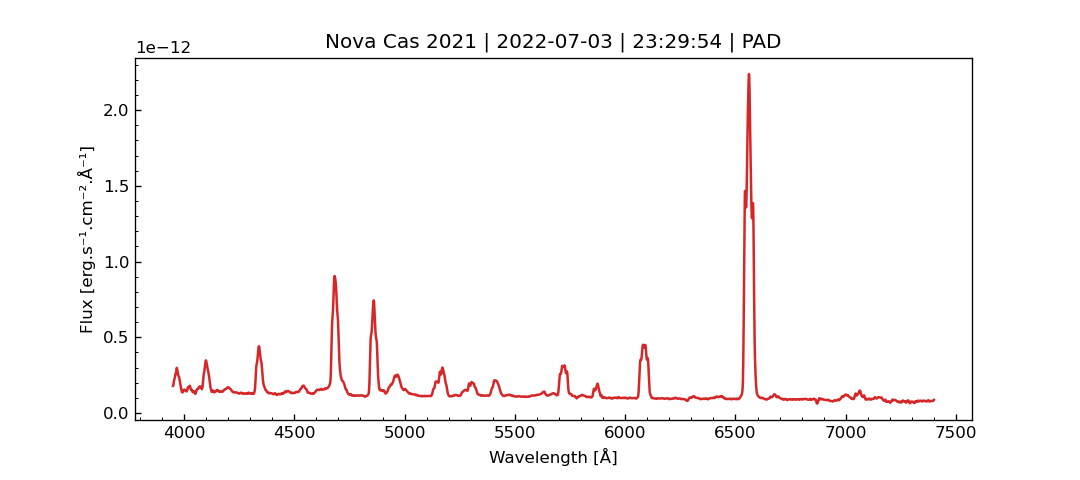 Nova Cas 2021 | 2022-07-03 | 23:29:54 | PAD
1e−12
2.0
1.5
1.0
0.5
0.0
Flux [erg.s⁻¹.cm⁻².Å⁻¹]
4000 4500 5000 5500 6000 6500 7000 7500
Wavelength [Å]